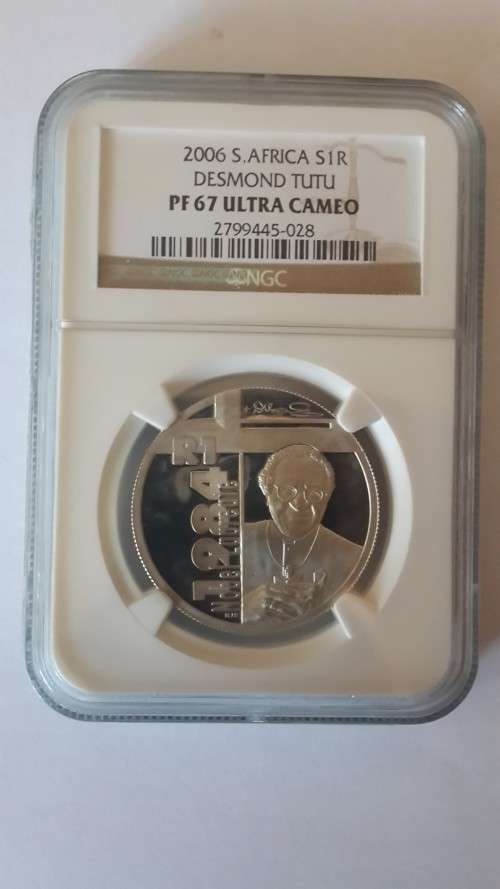 2006 S.AFRICA S1R
DESMOND TUTU
PF 67 ULTRA CAMEO
2799445-028
NGC
R1
1984